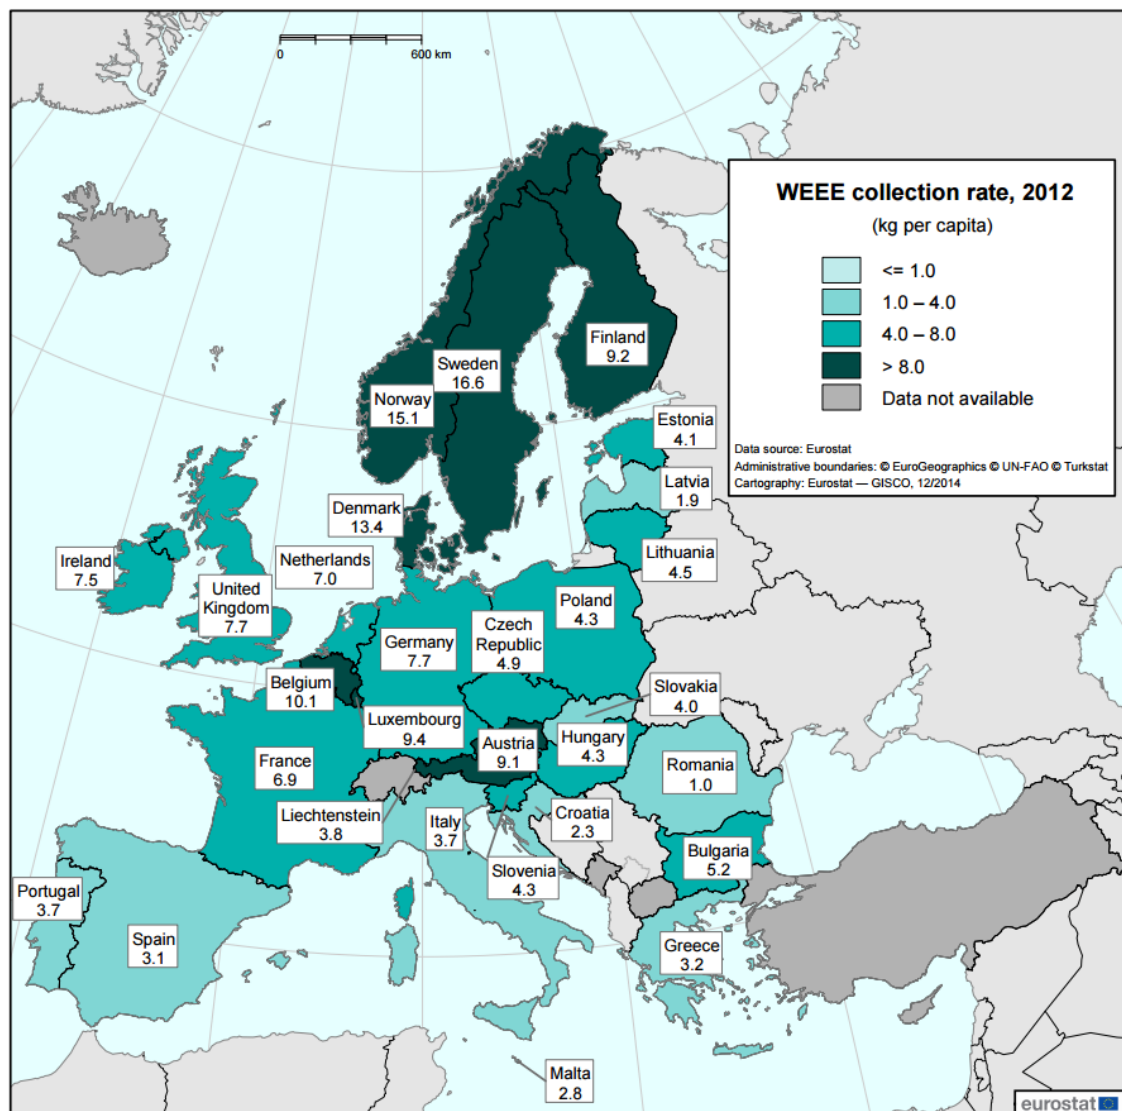 0 600 km
WEEE collection rate, 2012
(kg per capita)
<= 1.0
1.0 – 4.0
4.0 – 8.0
> 8.0
Data not available
Data source: Eurostat
Administrative boundaries: © EuroGeographics © UN-FAO © Turkstat
Cartography: Eurostat — GISCO, 12/2014
Finland
9.2
Sweden
16.6
Norway
15.1
Estonia
4.1
Latvia
1.9
Denmark
13.4
Lithuania
4.5
Ireland
7.5
Netherlands
7.0
United
Kingdom
7.7
Poland
4.3
Czech
Republic
4.9
Germany
7.7
Belgium
10.1
Slovakia
4.0
Luxembourg
9.4
Austria
9.1
Hungary
4.3
France
6.9
Romania
1.0
Liechtenstein
3.8
Italy
3.7
Croatia
2.3
Slovenia
4.3
Bulgaria
5.2
Portugal
3.7
Spain
3.1
Greece
3.2
Malta
2.8
eurostat